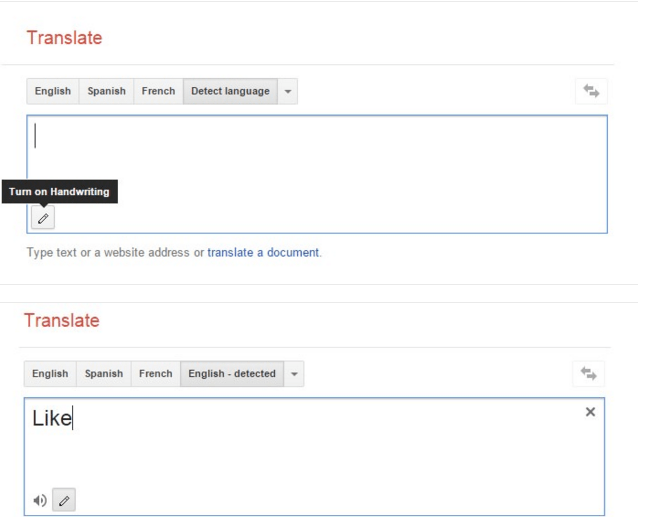 Translate
English Spanish French Detect language
Turn on Handwriting
Type text or a website address or translate a document.
Translate
English Spanish French English - detected
Like